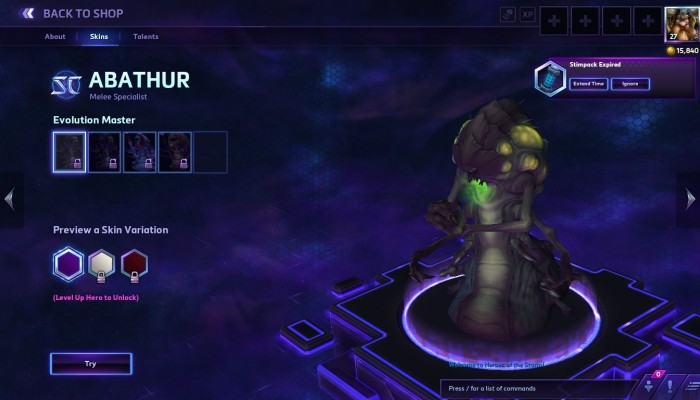 BACK TO SHOP
XP
About
Skins
Talents
27
15,840
Stimpack Expired
Extend Time
Ignore
ABATHUR
Melee Specialist
Evolution Master
Preview a Skin Variation
(Level Up Hero to Unlock)
Try
Welcome to Heroes of the Storm!
Press / for a list of commands
0